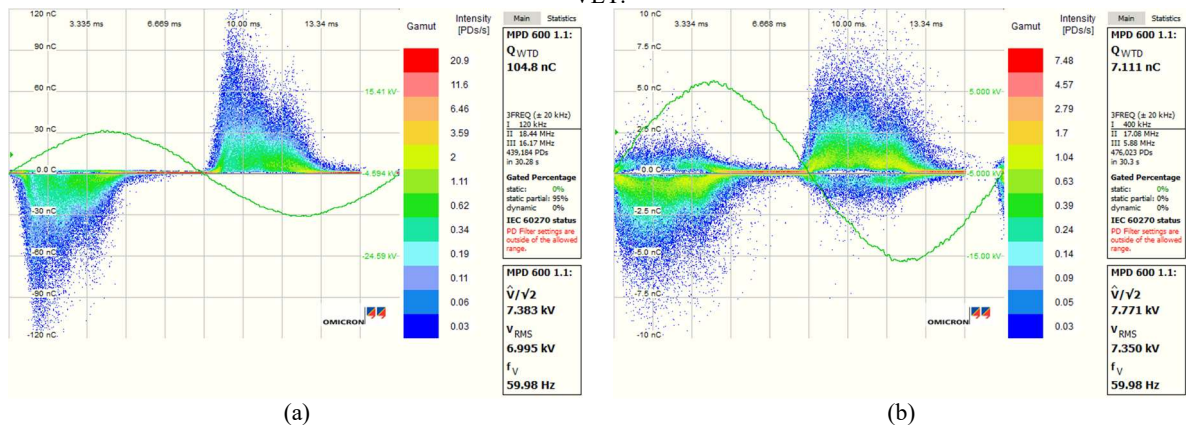 VET.
120 nC
3.335 ms
6.669 ms
10.00 ms
13.34 ms
90 nC
60 nC
15.41 kV
30 nC
0.0 C
-4.594 kV
-30 nC
-60 nC
-24.59 kV
-90 nC
-120 nC
OMICRON
Gamut
Intensity
[PDs/s]
20.9
11.6
6.46
3.59
2
1.11
0.62
0.34
0.19
0.11
0.06
0.03
Main Statistics
MPD 600 1.1:
QWTD
104.8 nC
3FREQ (± 20 kHz)
I 120 kHz
II 18.44 MHz
III 16.17 MHz
439,184 PDs
in 30.28 s
Gated Percentage
static: 0%
static partial: 95%
dynamic 0%
IEC 60270 status
PD Filter settings are
outside of the allowed
range.
MPD 600 1.1:
V̂/√2
7.383 kV
VRMS
6.995 kV
fV
59.98 Hz
(a)
10 nC
3.334 ms
6.668 ms
10.00 ms
13.34 ms
7.5 nC
5.0 nC
5.000 kV
2.5 nC
0.0 C
-5.000 kV
-2.5 nC
-5.0 nC
-15.00 kV
-7.5 nC
-10 nC
OMICRON
Gamut
Intensity
[PDs/s]
7.48
4.57
2.79
1.7
1.04
0.63
0.39
0.24
0.14
0.09
0.05
0.03
Main Statistics
MPD 600 1.1:
QWTD
7.111 nC
3FREQ (± 20 kHz)
I 400 kHz
II 17.08 MHz
III 5.88 MHz
476,023 PDs
in 30.3 s
Gated Percentage
static: 0%
static partial: 0%
dynamic 0%
IEC 60270 status
PD Filter settings are
outside of the allowed
range.
MPD 600 1.1:
V̂/√2
7.771 kV
VRMS
7.350 kV
fV
59.98 Hz
(b)